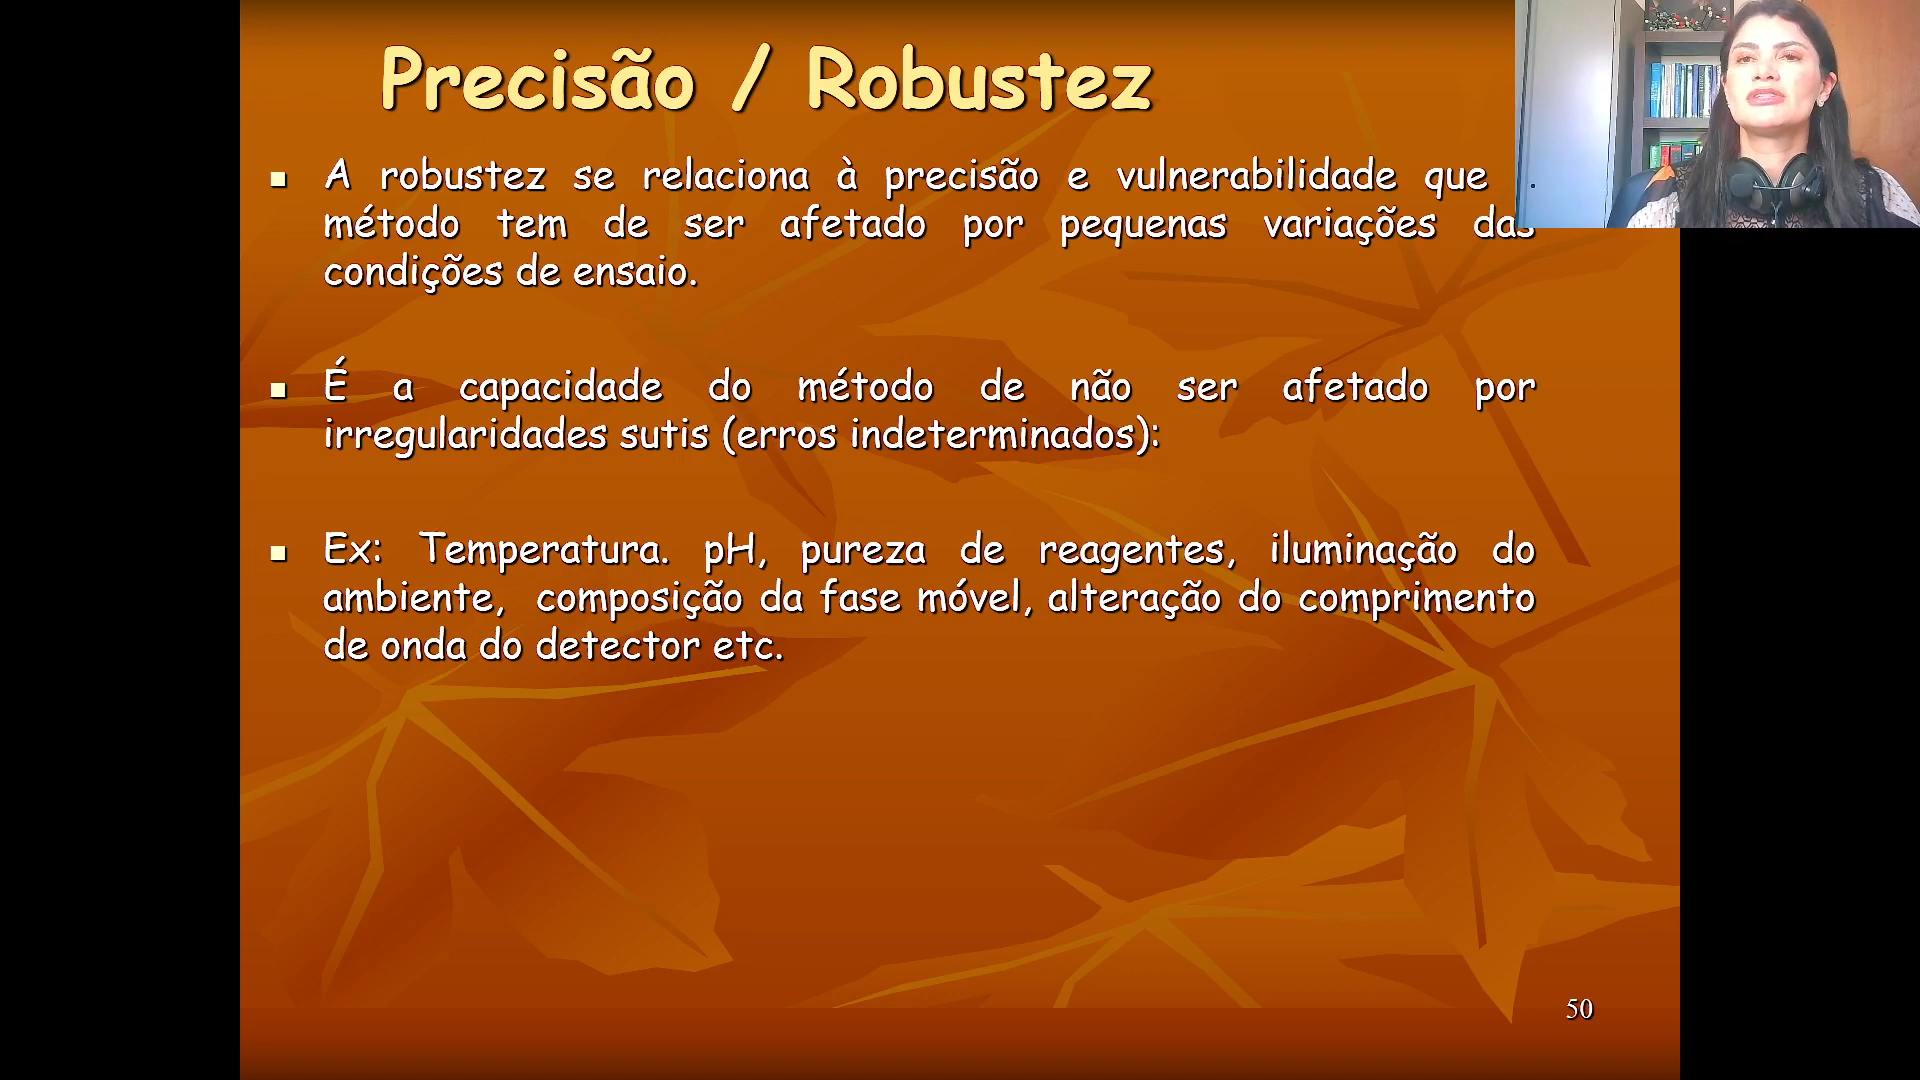 Precisão / Robustez
A robustez se relaciona à precisão e vulnerabilidade que
método tem de ser afetado por pequenas variações das
condições de ensaio.
É a capacidade do método de não ser afetado por
irregularidades sutis (erros indeterminados):
Ex: Temperatura. pH, pureza de reagentes, iluminação do
ambiente, composição da fase móvel, alteração do comprimento
de onda do detector etc.
50